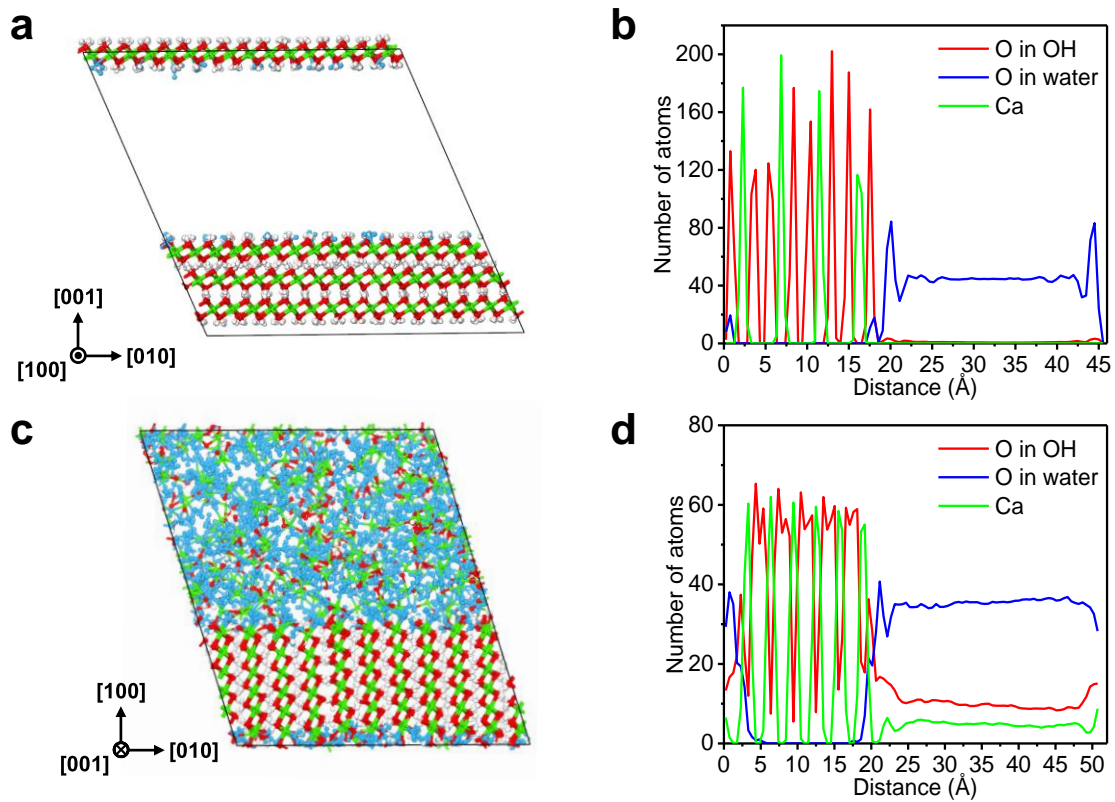 a
[001]
[100]
[010]
b
200
160
120
80
40
0
Number of atoms
O in OH
O in water
Ca
0 5 10 15 20 25 30 35 40 45
Distance (Å)
c
[100]
[001]
[010]
d
80
60
40
20
0
Number of atoms
O in OH
O in water
Ca
0 5 10 15 20 25 30 35 40 45 50
Distance (Å)